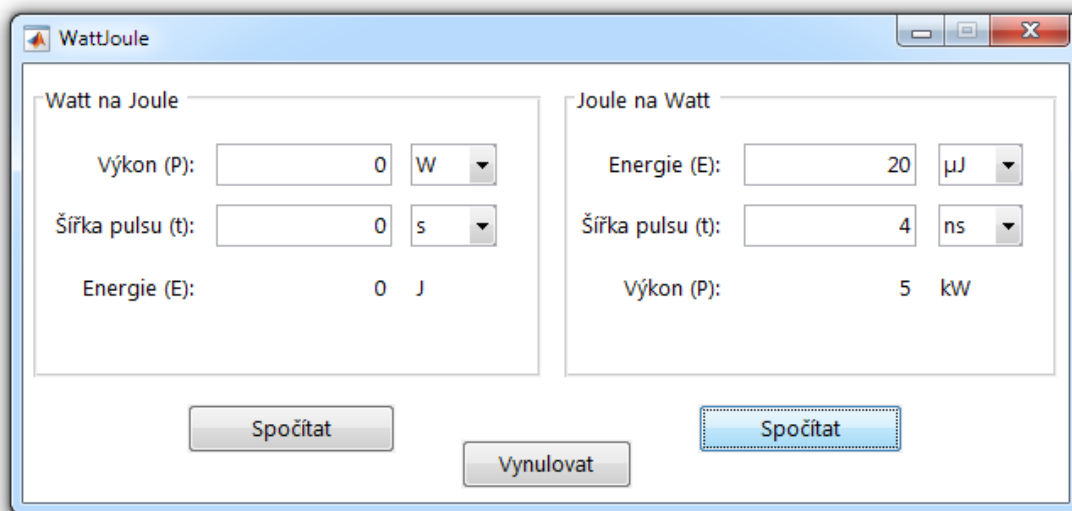 WattJoule
Watt na Joule
Výkon (P): 0 W
Šířka pulsu (t): 0 s
Energie (E): 0 J
Spočítat
Joule na Watt
Energie (E): 20 µJ
Šířka pulsu (t): 4 ns
Výkon (P): 5 kW
Spočítat
Vynulovat